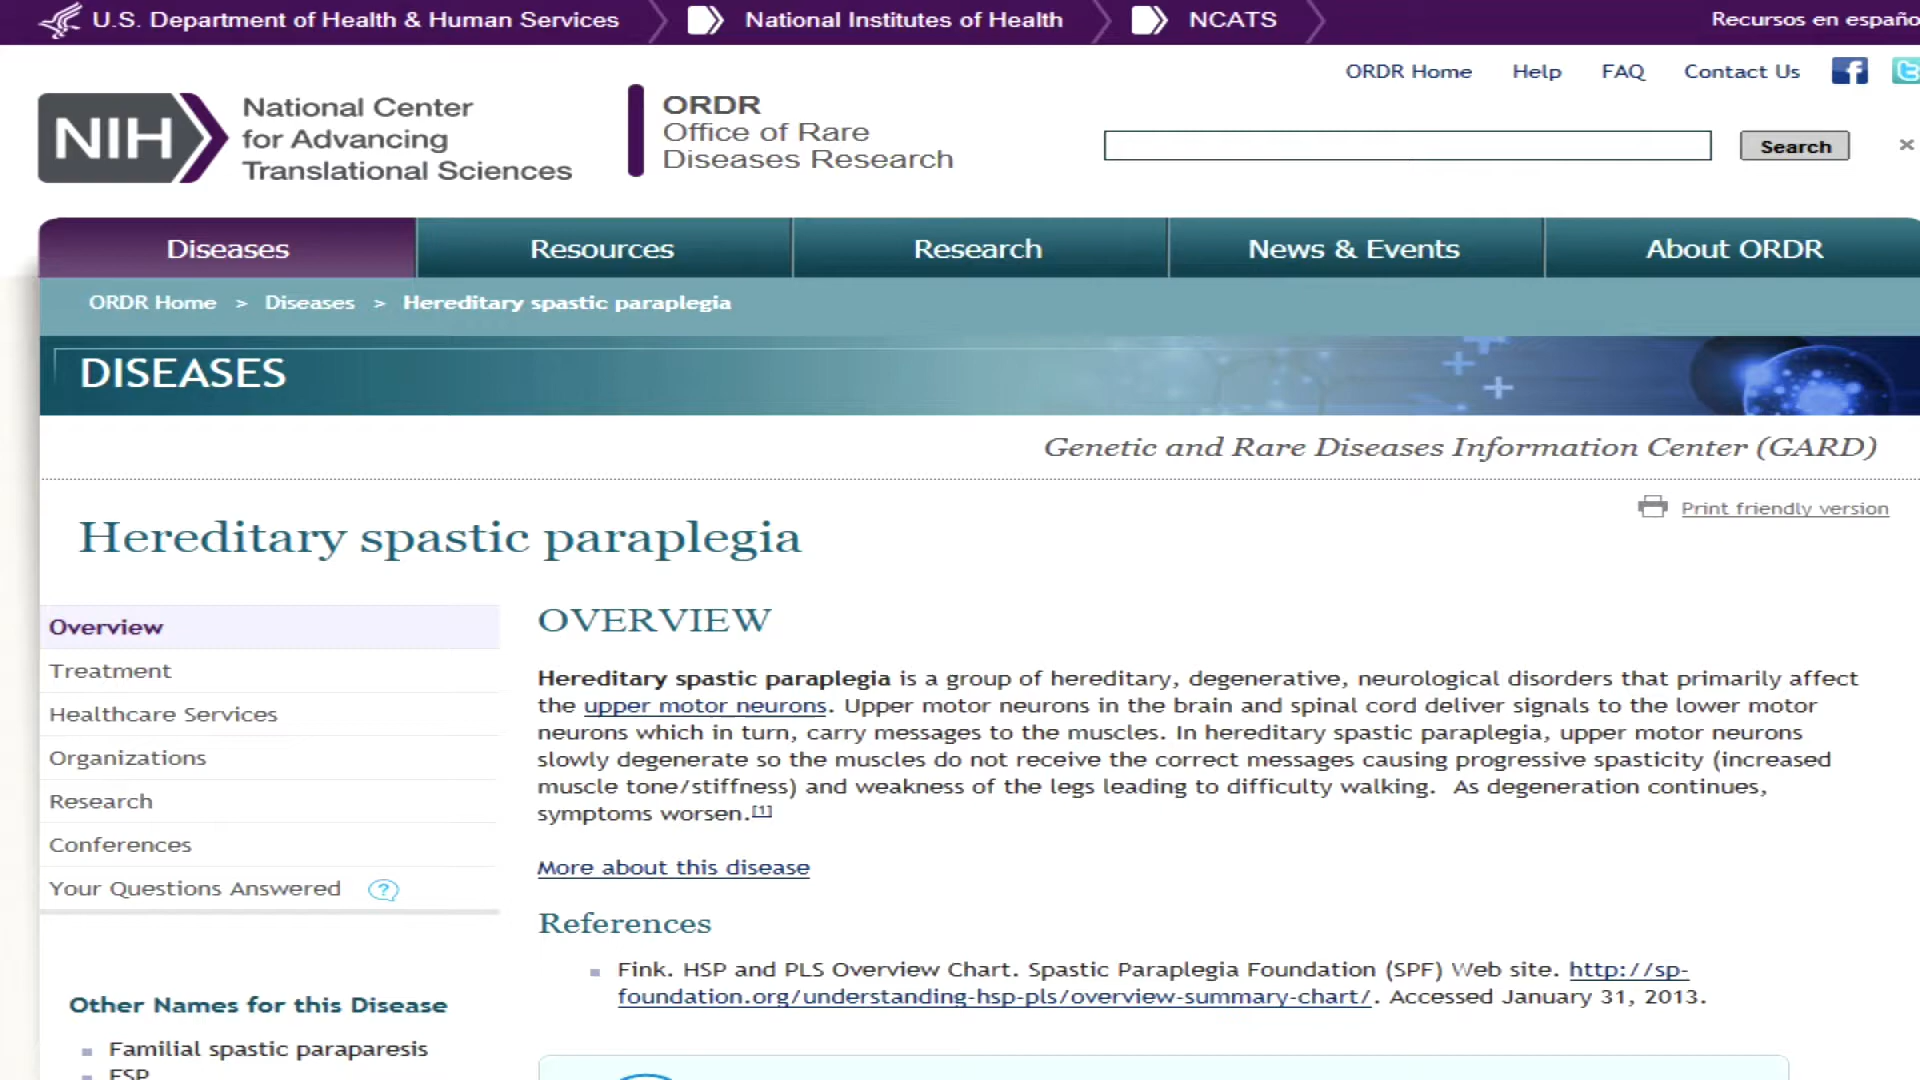 U.S. Department of Health & Human Services National Institutes of Health NCATS Recursos en españo
ORDR Home Help FAQ Contact Us
NIH
National Center
for Advancing
Translational Sciences
ORDR
Office of Rare
Diseases Research
Search
Diseases Resources Research News & Events About ORDR
ORDR Home > Diseases > Hereditary spastic paraplegia
DISEASES
Genetic and Rare Diseases Information Center (GARD)
Print friendly version
Hereditary spastic paraplegia
Overview
Treatment
Healthcare Services
Organizations
Research
Conferences
Your Questions Answered ?
Other Names for this Disease
Familial spastic paraparesis
FSP
OVERVIEW
Hereditary spastic paraplegia is a group of hereditary, degenerative, neurological disorders that primarily affect
the upper motor neurons. Upper motor neurons in the brain and spinal cord deliver signals to the lower motor
neurons which in turn, carry messages to the muscles. In hereditary spastic paraplegia, upper motor neurons
slowly degenerate so the muscles do not receive the correct messages causing progressive spasticity (increased
muscle tone/stiffness) and weakness of the legs leading to difficulty walking. As degeneration continues,
symptoms worsen.[1]
More about this disease
References
Fink. HSP and PLS Overview Chart. Spastic Paraplegia Foundation (SPF) Web site. http://sp-
foundation.org/understanding-hsp-pls/overview-summary-chart/. Accessed January 31, 2013.